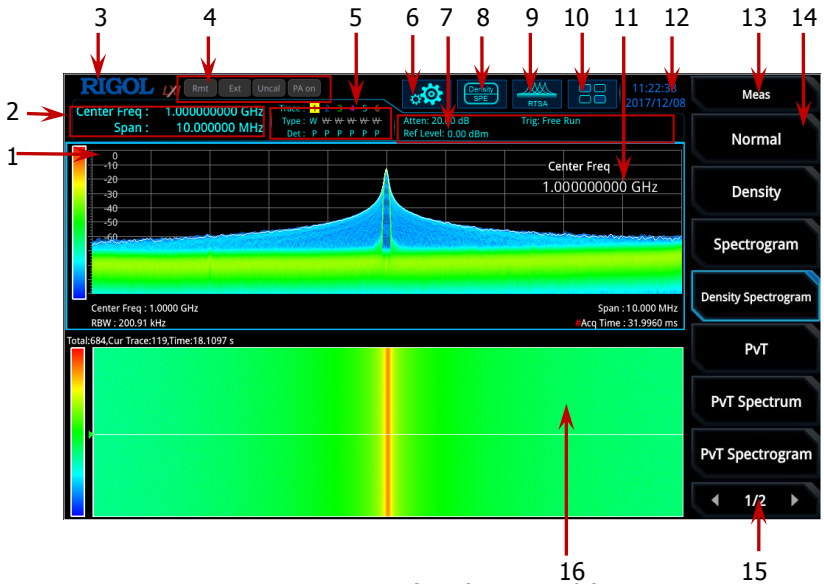 3 4 5 6 7 8 9 10 11 12 13 14
RIGOL LXI Rmt Ext Uncal PA on
Density
SPE
RTSA
11:22:38
2017/12/08
Meas
2
Center Freq : 1.000000000 GHz
Span : 10.000000 MHz
Trace : 1 2 3 4 5 6
Type : W W W W W W
Det : P P P P P P
Atten: 20.00 dB Trig: Free Run
Ref Level: 0.00 dBm
Normal
1
0
-10
-20
-30
-40
-50
-60
Center Freq
1.000000000 GHz
Density
Spectrogram
Density Spectrogram
Center Freq : 1.0000 GHz Span : 10.000 MHz
RBW : 200.91 kHz #Acq Time : 31.9960 ms
Total:684,Cur Trace:119,Time:18.1097 s
PvT
PvT Spectrum
PvT Spectrogram
1/2
16 15